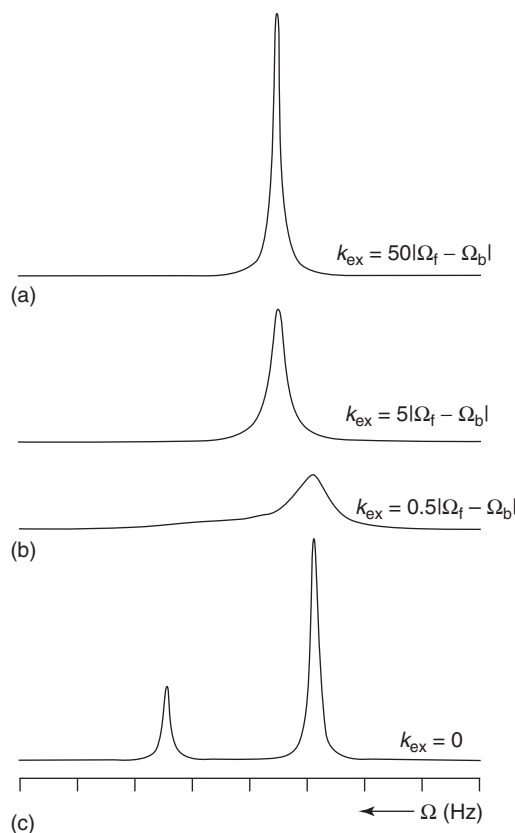 k_ex = 50|Ω_f − Ω_b|
(a)
k_ex = 5|Ω_f − Ω_b|
k_ex = 0.5|Ω_f − Ω_b|
(b)
k_ex = 0
Ω (Hz)
(c)